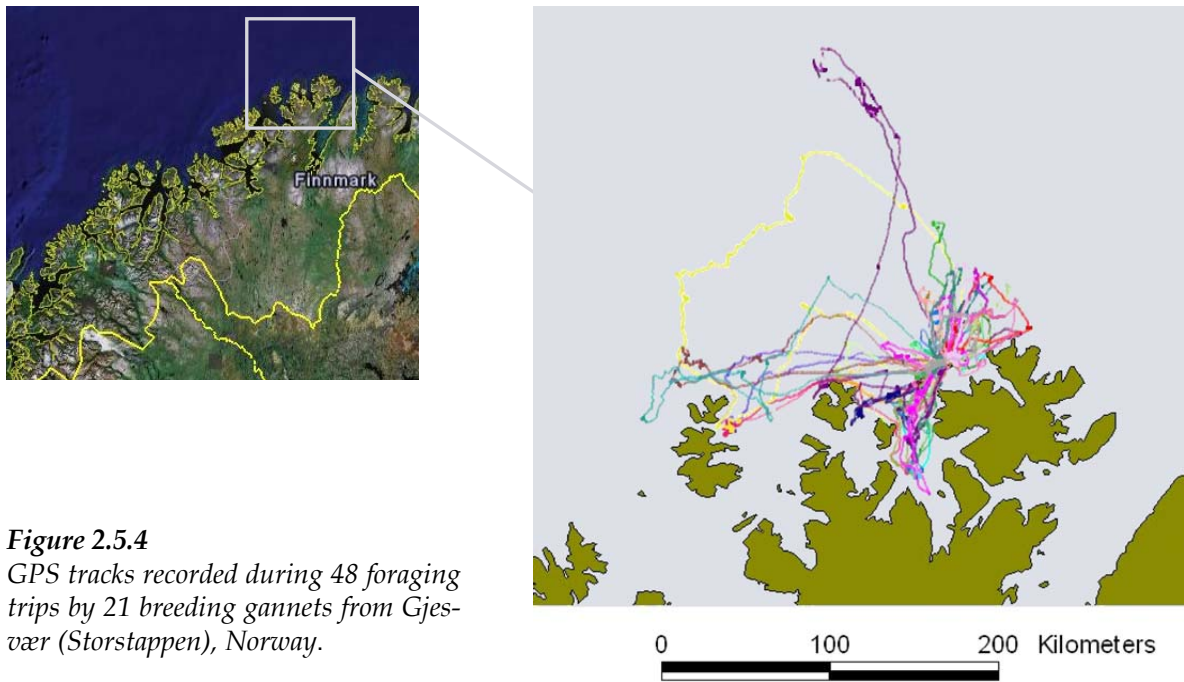 Finnmark
Figure 2.5.4
GPS tracks recorded during 48 foraging
trips by 21 breeding gannets from Gjes-
vær (Storstappen), Norway.
0 100 200 Kilometers